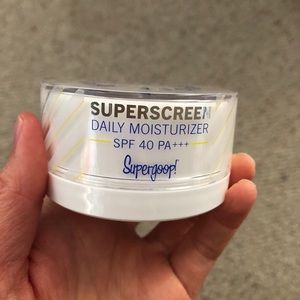 SUPERSCREEN
DAILY MOISTURIZER
SPF 40 PA+++
Supergoop!